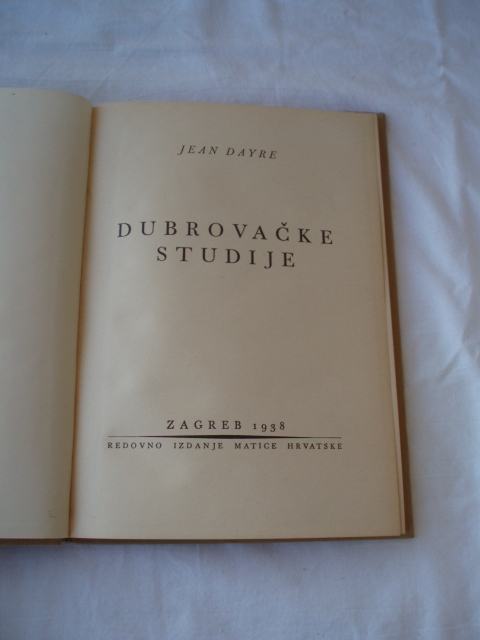 JEAN DAYRE
DUBROVAČKE
STUDIJE
ZAGREB 1938
REDOVNO IZDANJE MATICE HRVATSKE